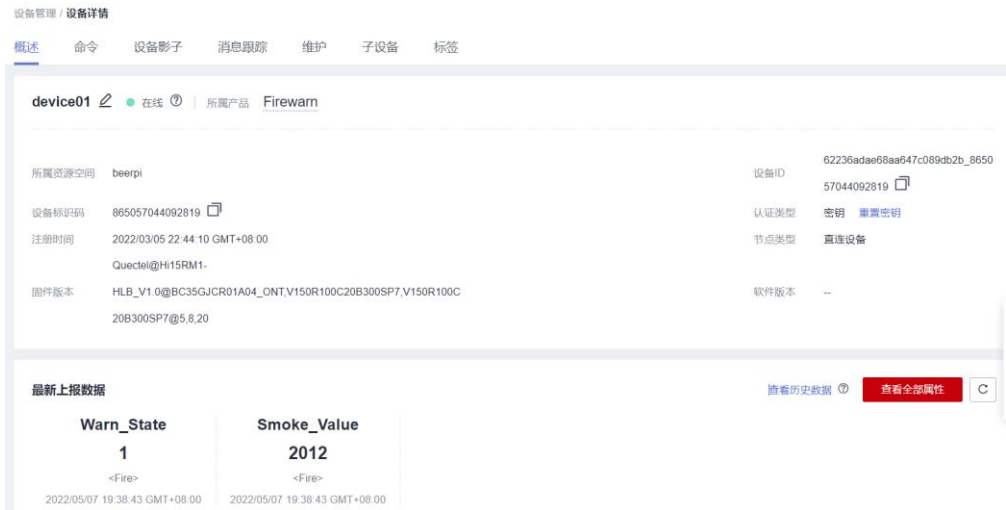 设备管理 / 设备详情
概述 命令 设备影子 消息跟踪 维护 子设备 标签
device01 在线 所属产品 Firewarn
所属资源空间 beerpi
设备ID 62236adae68aa647c089db2b_8650
57044092819
设备标识码 865057044092819
认证类型 密钥 重置密钥
注册时间 2022/03/05 22:44:10 GMT+08:00
节点类型 直连设备
Quectel@Hi15RM1-
固件版本 HLB_V1.0@BC35GJCR01A04_ONT,V150R100C20B300SP7,V150R100C
20B300SP7@5,8,20
软件版本 --
最新上报数据 查看历史数据 查看全部属性
Warn_State Smoke_Value
1 2012
<Fire> <Fire>
2022/05/07 19:38:43 GMT+08:00 2022/05/07 19:38:43 GMT+08:00